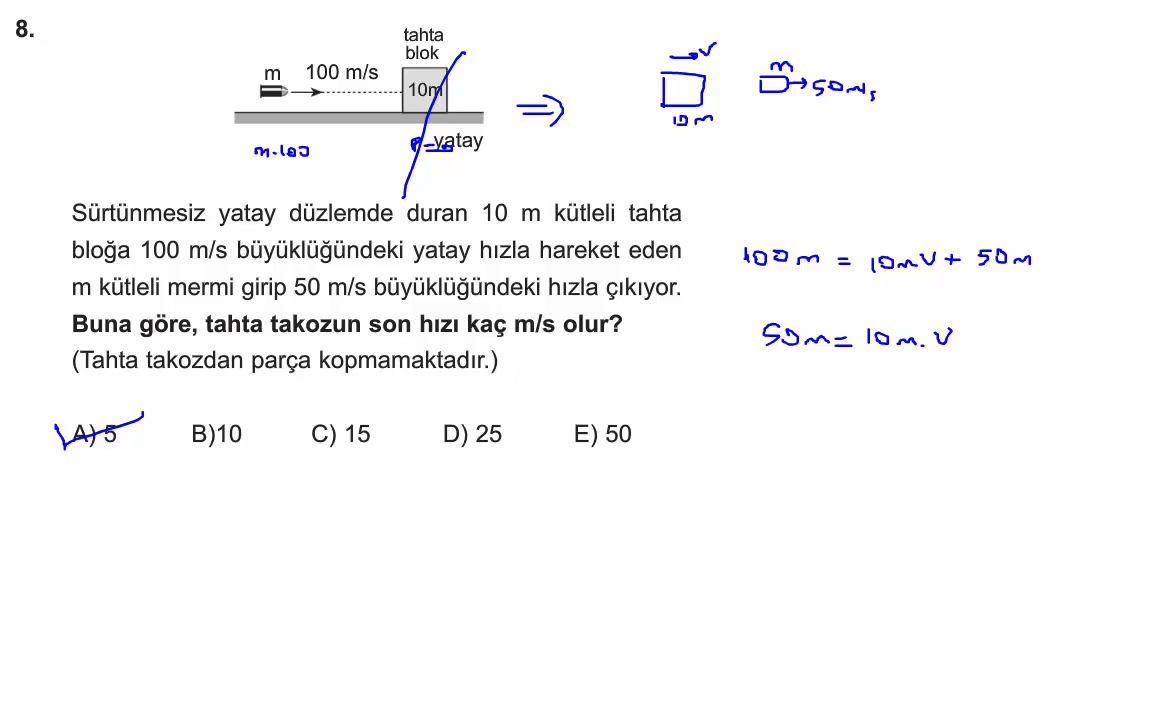 8.
tahta
blok
m 100 m/s
10m
yatay
m.100
V
10m
m
50m/s
Sürtünmesiz yatay düzlemde duran 10 m kütleli tahta
bloğa 100 m/s büyüklüğündeki yatay hızla hareket eden
m kütleli mermi girip 50 m/s büyüklüğündeki hızla çıkıyor.
Buna göre, tahta takozun son hızı kaç m/s olur?
(Tahta takozdan parça kopmamaktadır.)
100m = 10mV + 50m
50m = 10m.V
A) 5 B)10 C) 15 D) 25 E) 50